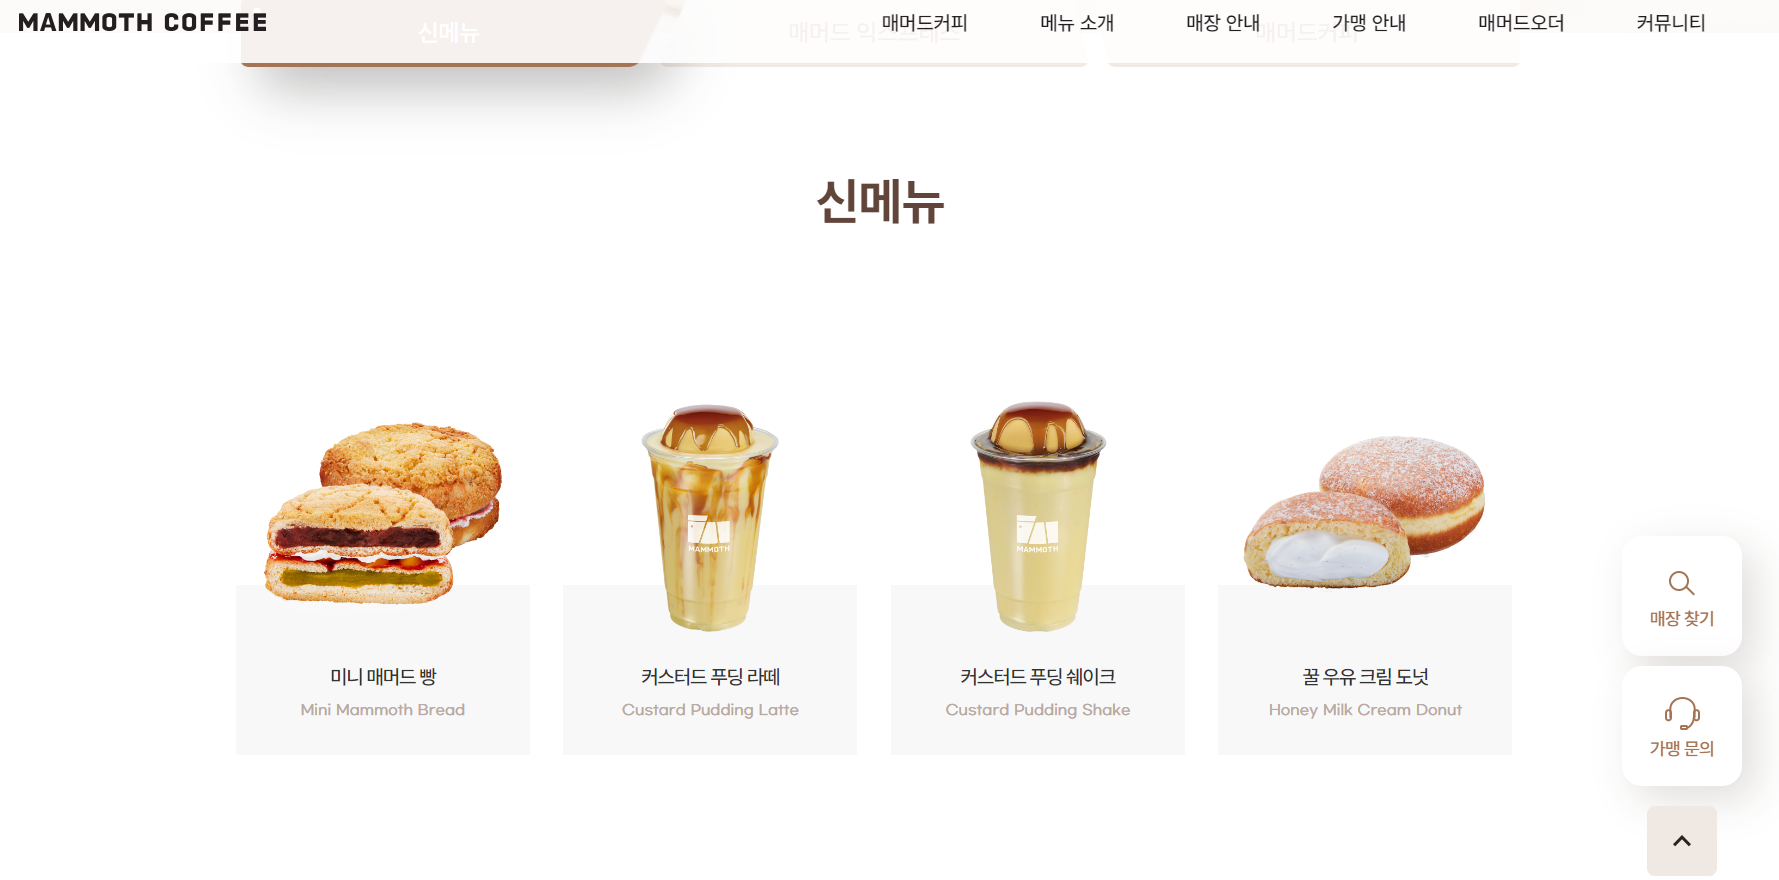 MAMMOTH COFFEE
매머드커피
메뉴 소개
매장 안내
가맹 안내
매머드오더
커뮤니티
신메뉴
매머드 익스프레스
매머드커피
신메뉴
MAMMOTH
MAMMOTH
미니 매머드 빵
Mini Mammoth Bread
커스터드 푸딩 라떼
Custard Pudding Latte
커스터드 푸딩 쉐이크
Custard Pudding Shake
꿀 우유 크림 도넛
Honey Milk Cream Donut
매장 찾기
가맹 문의